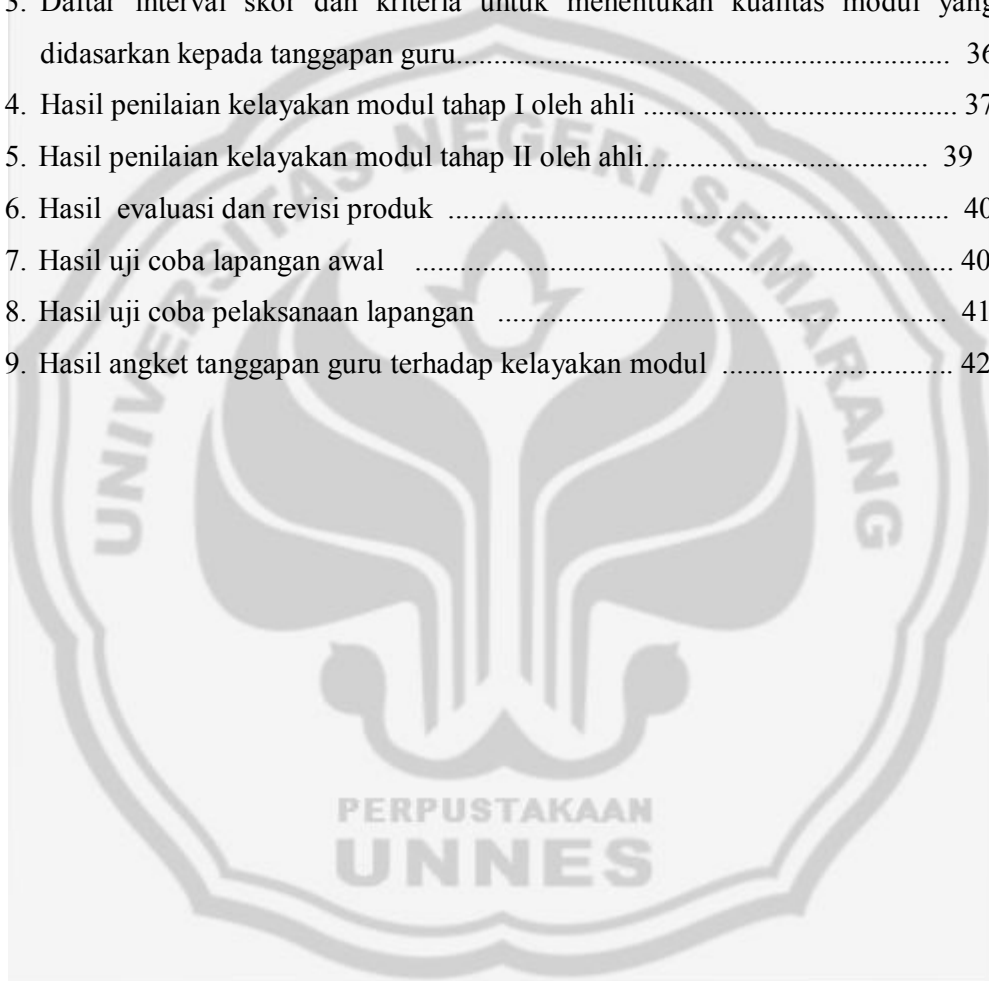 3. Daftar interval skor dan kriteria untuk menentukan kualitas modul yang
didasarkan kepada tanggapan guru................................................................ 36
4. Hasil penilaian kelayakan modul tahap I oleh ahli ......................................... 37
5. Hasil penilaian kelayakan modul tahap II oleh ahli..................................... 39
6. Hasil evaluasi dan revisi produk .................................................................. 40
7. Hasil uji coba lapangan awal ....................................................................... 40
8. Hasil uji coba pelaksanaan lapangan ........................................................... 41
9. Hasil angket tanggapan guru terhadap kelayakan modul .............................. 42
UNIVERSITAS NEGERI SEMARANG
PERPUSTAKAAN
UNNES